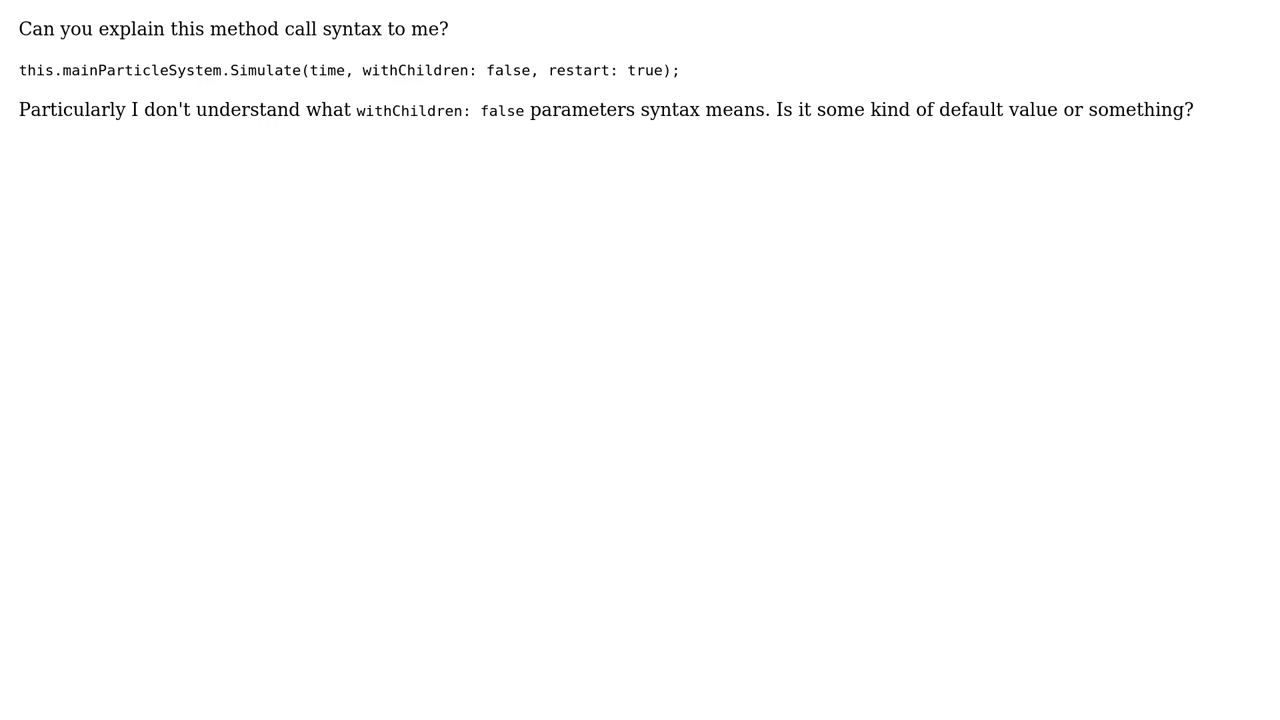 Can you explain this method call syntax to me?
this.mainParticleSystem.Simulate(time, withChildren: false, restart: true);
Particularly I don't understand what withChildren: false parameters syntax means. Is it some kind of default value or something?